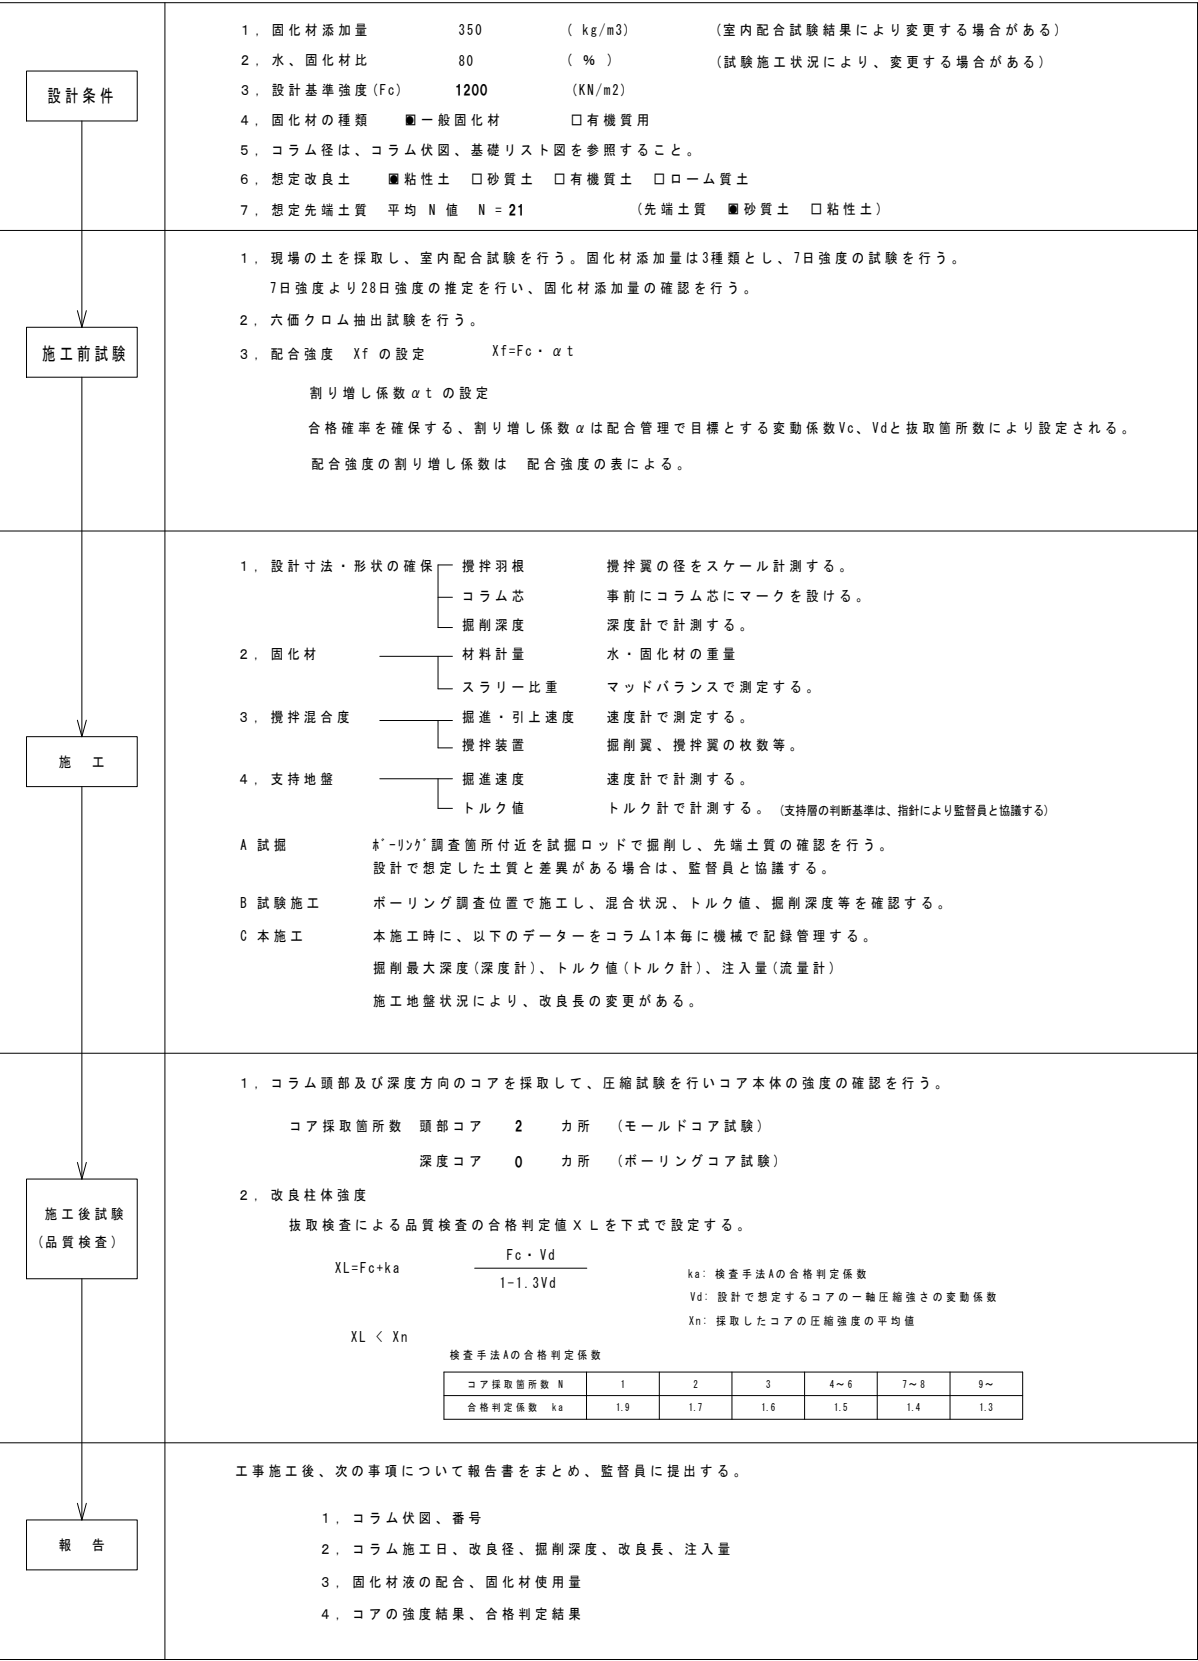 設計条件
1, 固化材添加量 350 ( kg/m3) (室内配合試験結果により変更する場合がある)
2, 水、固化材比 80 ( % ) (試験施工状況により、変更する場合がある)
3, 設計基準強度(Fc) 1200 (KN/m2)
4, 固化材の種類 ▣一般固化材 □有機質用
5, コラム径は、コラム伏図、基礎リスト図を参照すること。
6, 想定改良土 ▣粘性土 □砂質土 □有機質土 □ローム質土
7, 想定先端土質 平均 N 値 N = 21 (先端土質 ▣砂質土 □粘性土)
施工前試験
1, 現場の土を採取し、室内配合試験を行う。固化材添加量は3種類とし、7日強度の試験を行う。
7日強度より28日強度の推定を行い、固化材添加量の確認を行う。
2, 六価クロム抽出試験を行う。
3, 配合強度 Xf の設定 Xf=Fc・αt
割り増し係数αt の設定
合格確率を確保する、割り増し係数αは配合管理で目標とする変動係数Vc、Vdと抜取箇所数により設定される。
配合強度の割り増し係数は 配合強度の表による。
施 工
1, 設計寸法・形状の確保 攪拌羽根 攪拌翼の径をスケール計測する。
コラム芯 事前にコラム芯にマークを設ける。
掘削深度 深度計で計測する。
2, 固化材 材料計量 水・固化材の重量
スラリー比重 マッドバランスで測定する。
3, 攪拌混合度 掘進・引上速度 速度計で測定する。
攪拌装置 掘削翼、攪拌翼の枚数等。
4, 支持地盤 掘進速度 速度計で計測する。
トルク値 トルク計で計測する。 (支持層の判断基準は、指針により監督員と協議する)
A 試掘 ﾎﾞｰﾘﾝｸﾞ調査箇所付近を試掘ロッドで掘削し、先端土質の確認を行う。
設計で想定した土質と差異がある場合は、監督員と協議する。
B 試験施工 ボーリング調査位置で施工し、混合状況、トルク値、掘削深度等を確認する。
C 本施工 本施工時に、以下のデーターをコラム1本毎に機械で記録管理する。
掘削最大深度(深度計)、トルク値(トルク計)、注入量(流量計)
施工地盤状況により、改良長の変更がある。
施工後試験
(品質検査)
1, コラム頭部及び深度方向のコアを採取して、圧縮試験を行いコア本体の強度の確認を行う。
コア採取箇所数 頭部コア 2 カ所 (モールドコア試験)
深度コア 0 カ所 (ボーリングコア試験)
2, 改良柱体強度
抜取検査による品質検査の合格判定値ＸＬを下式で設定する。
XL=Fc+ka Fc・Vd
1-1.3Vd
ka: 検査手法Aの合格判定係数
Vd: 設計で想定するコアの一軸圧縮強さの変動係数
Xn: 採取したコアの圧縮強度の平均値
XL < Xn
検査手法Aの合格判定係数
コア採取箇所数 N 1 2 3 4～6 7～8 9～
合格判定係数 ka 1.9 1.7 1.6 1.5 1.4 1.3
報 告
工事施工後、次の事項について報告書をまとめ、監督員に提出する。
1, コラム伏図、番号
2, コラム施工日、改良径、掘削深度、改良長、注入量
3, 固化材液の配合、固化材使用量
4, コアの強度結果、合格判定結果